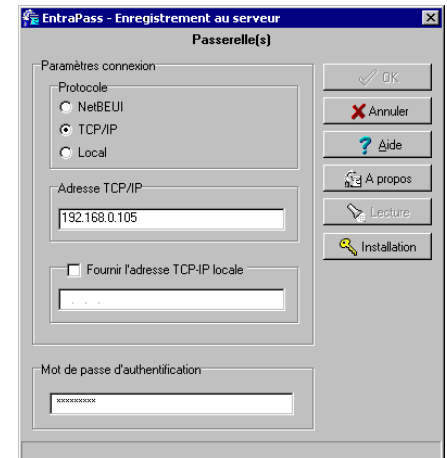 EntraPass - Enregistrement au serveur
Passerelle(s)
Paramètres connexion
Protocole
NetBEUI
TCP/IP
Local
Adresse TCP/IP
192.168.0.105
Fournir l'adresse TCP-IP locale
. . .
Mot de passe d'authentification
×××××××××
OK
Annuler
Aide
A propos
Lecture
Installation